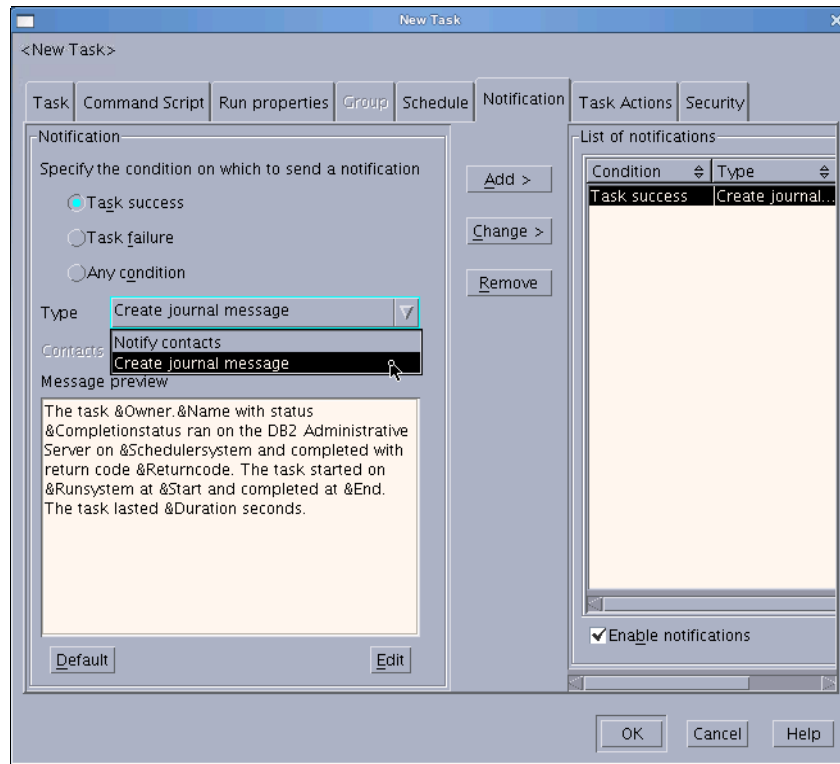 New Task
<New Task>
Task
Command Script
Run properties
Group
Schedule
Notification
Task Actions
Security
Notification
Specify the condition on which to send a notification
Task success
Task failure
Any condition
Type
Create journal message
Notify contacts
Create journal message
Contacts
Message preview
The task &Owner.&Name with status
&Completionstatus ran on the DB2 Administrative
Server on &Schedulersystem and completed with
return code &Returncode. The task started on
&Runsystem at &Start and completed at &End.
The task lasted &Duration seconds.
Default
Edit
Add >
Change >
Remove
List of notifications
Condition
Type
Task success
Create journal...
Enable notifications
OK
Cancel
Help